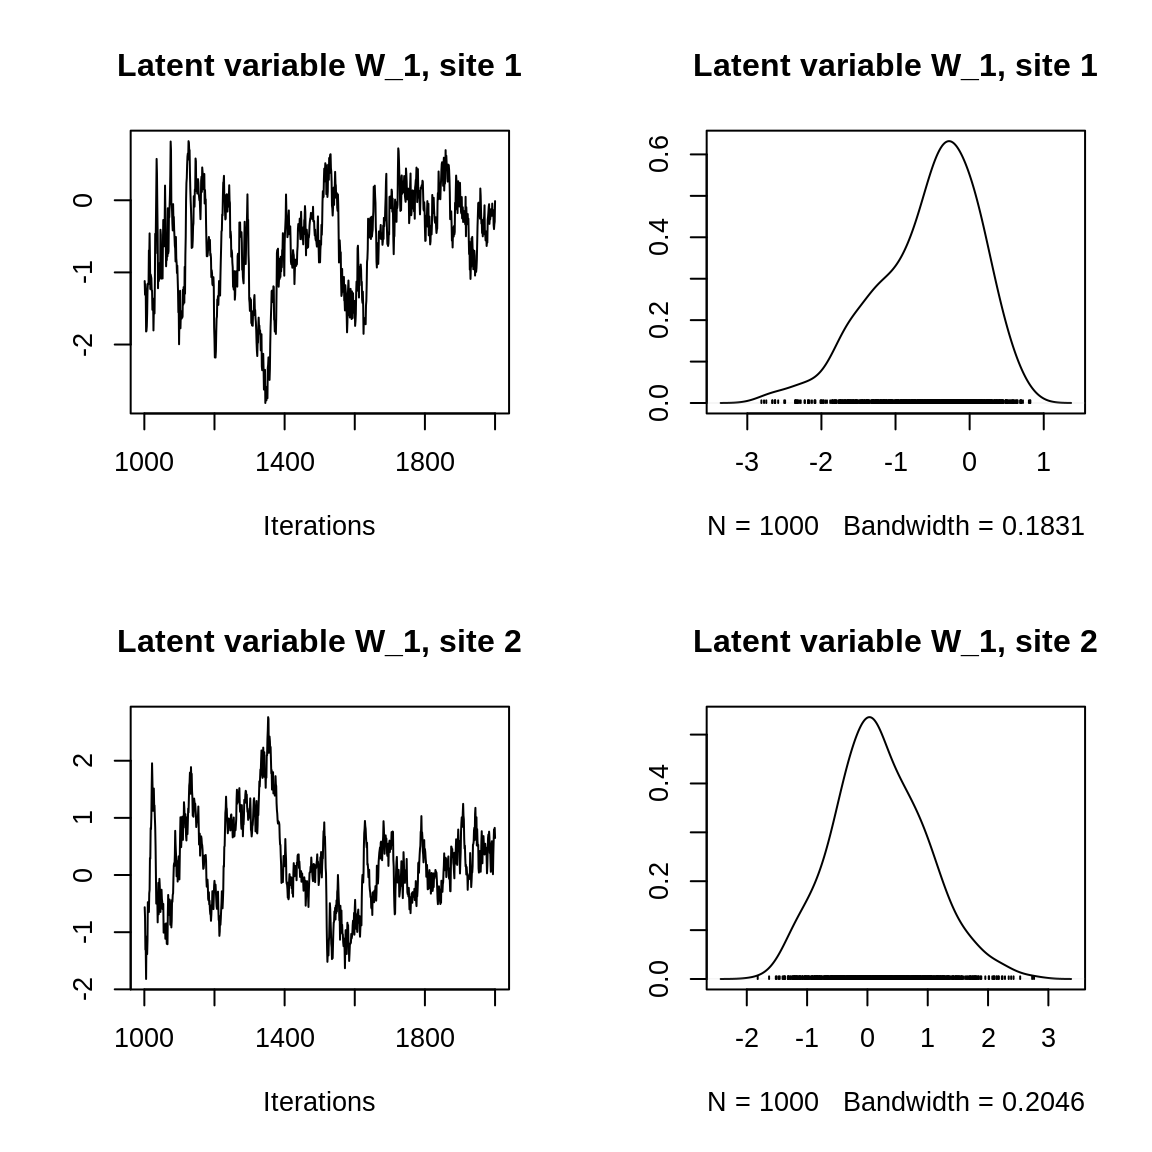 Latent variable W_1, site 1
0
-1
-2
1000 1400 1800
Iterations
Latent variable W_1, site 1
0.6
0.4
0.2
0.0
-3 -2 -1 0 1
N = 1000 Bandwidth = 0.1831
Latent variable W_1, site 2
2
1
0
-1
-2
1000 1400 1800
Iterations
Latent variable W_1, site 2
0.4
0.2
0.0
-2 -1 0 1 2 3
N = 1000 Bandwidth = 0.2046